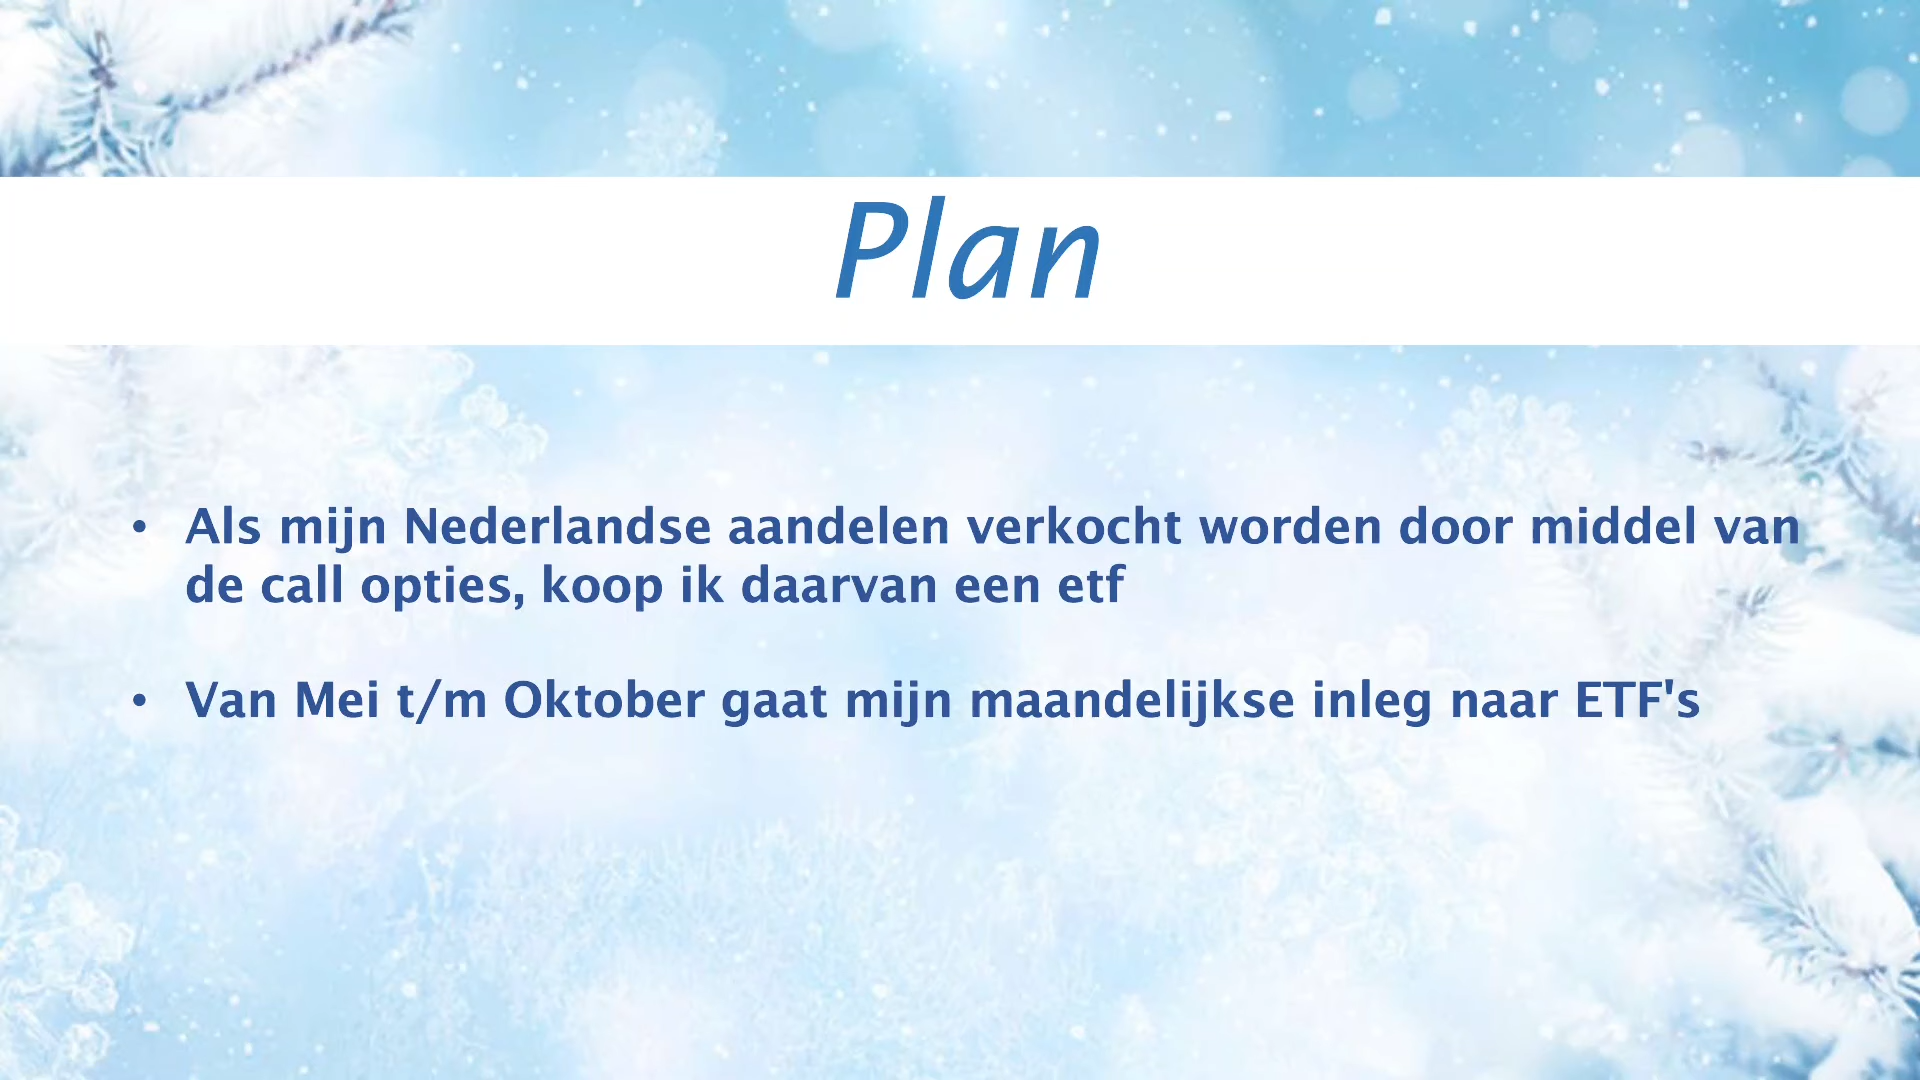 Plan
• Als mijn Nederlandse aandelen verkocht worden door middel van
de call opties, koop ik daarvan een etf
• Van Mei t/m Oktober gaat mijn maandelijkse inleg naar ETF's